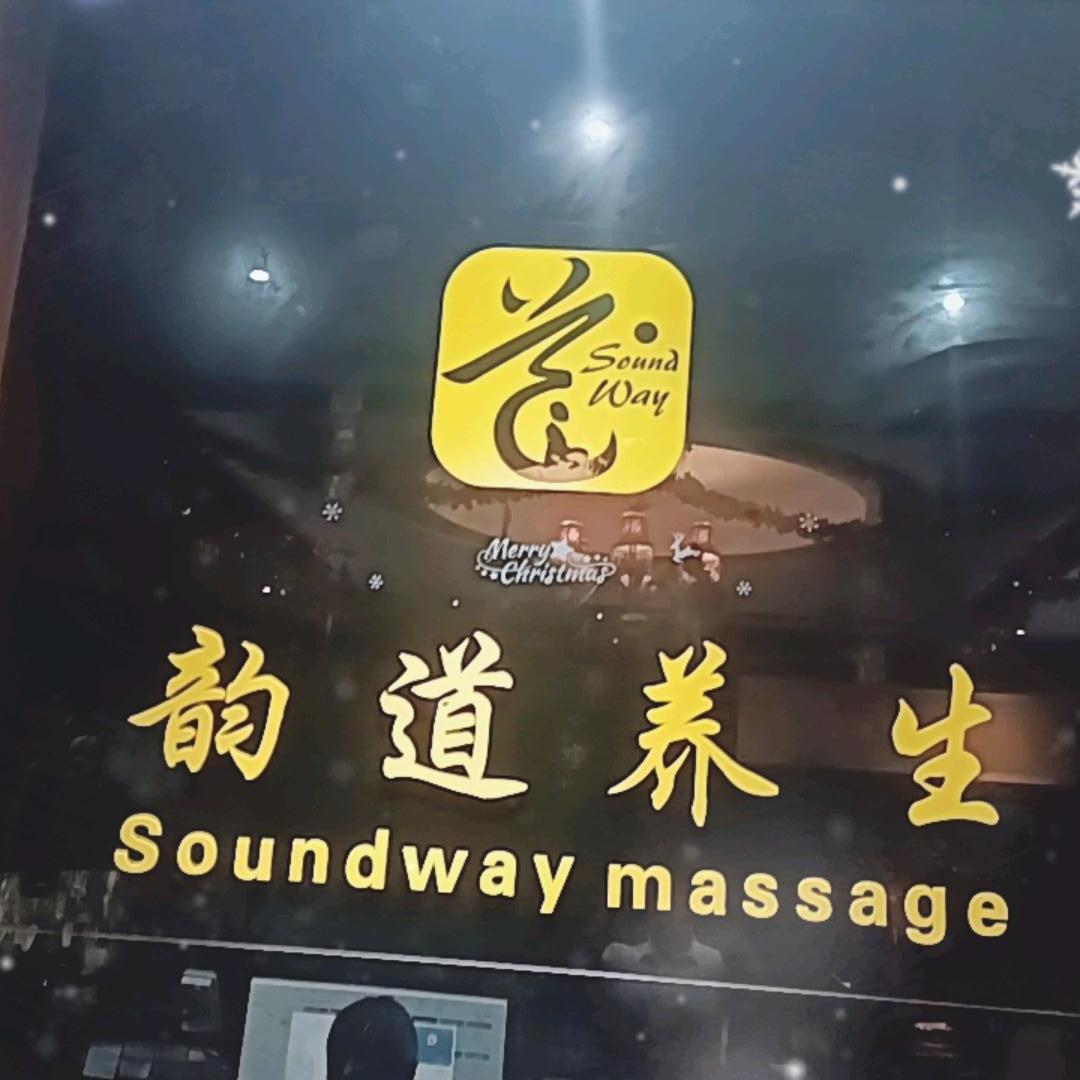 Sound
Way
Merry
Christmas
韵道养生
Soundway massage